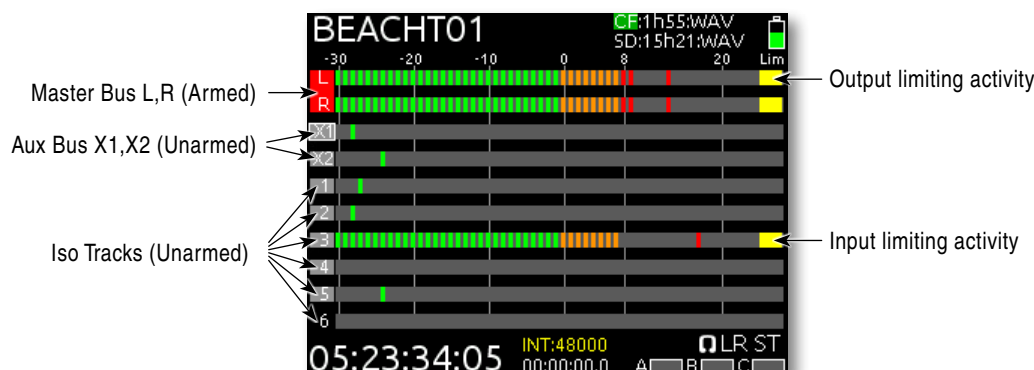 BEACHT01
CF:1h55:WAV
SD:15h21:WAV
-30 -20 -10 0 8 20 Lim
L
R
X1
X2
1
2
3
4
5
6
Master Bus L,R (Armed)
Aux Bus X1,X2 (Unarmed)
Iso Tracks (Unarmed)
Output limiting activity
Input limiting activity
05:23:34:05
INT:48000
00:00:00.0
LR ST
A B C